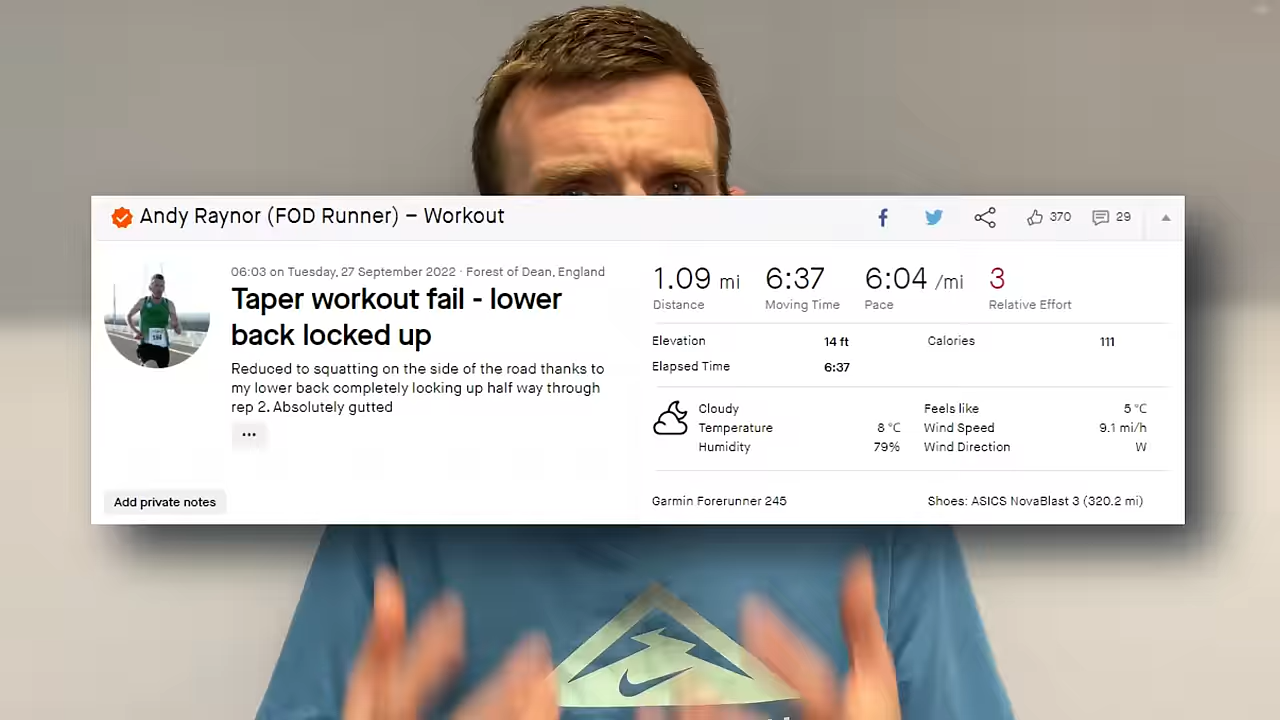 Andy Raynor (FOD Runner) – Workout
370
29
06:03 on Tuesday, 27 September 2022 · Forest of Dean, England
Taper workout fail - lower
back locked up
Reduced to squatting on the side of the road thanks to
my lower back completely locking up half way through
rep 2. Absolutely gutted
...
Add private notes
1.09 mi
Distance
6:37
Moving Time
6:04 /mi
Pace
3
Relative Effort
Elevation 14 ft
Calories 111
Elapsed Time 6:37
Cloudy
Temperature 8 °C
Humidity 79%
Feels like 5 °C
Wind Speed 9.1 mi/h
Wind Direction W
Garmin Forerunner 245
Shoes: ASICS NovaBlast 3 (320.2 mi)